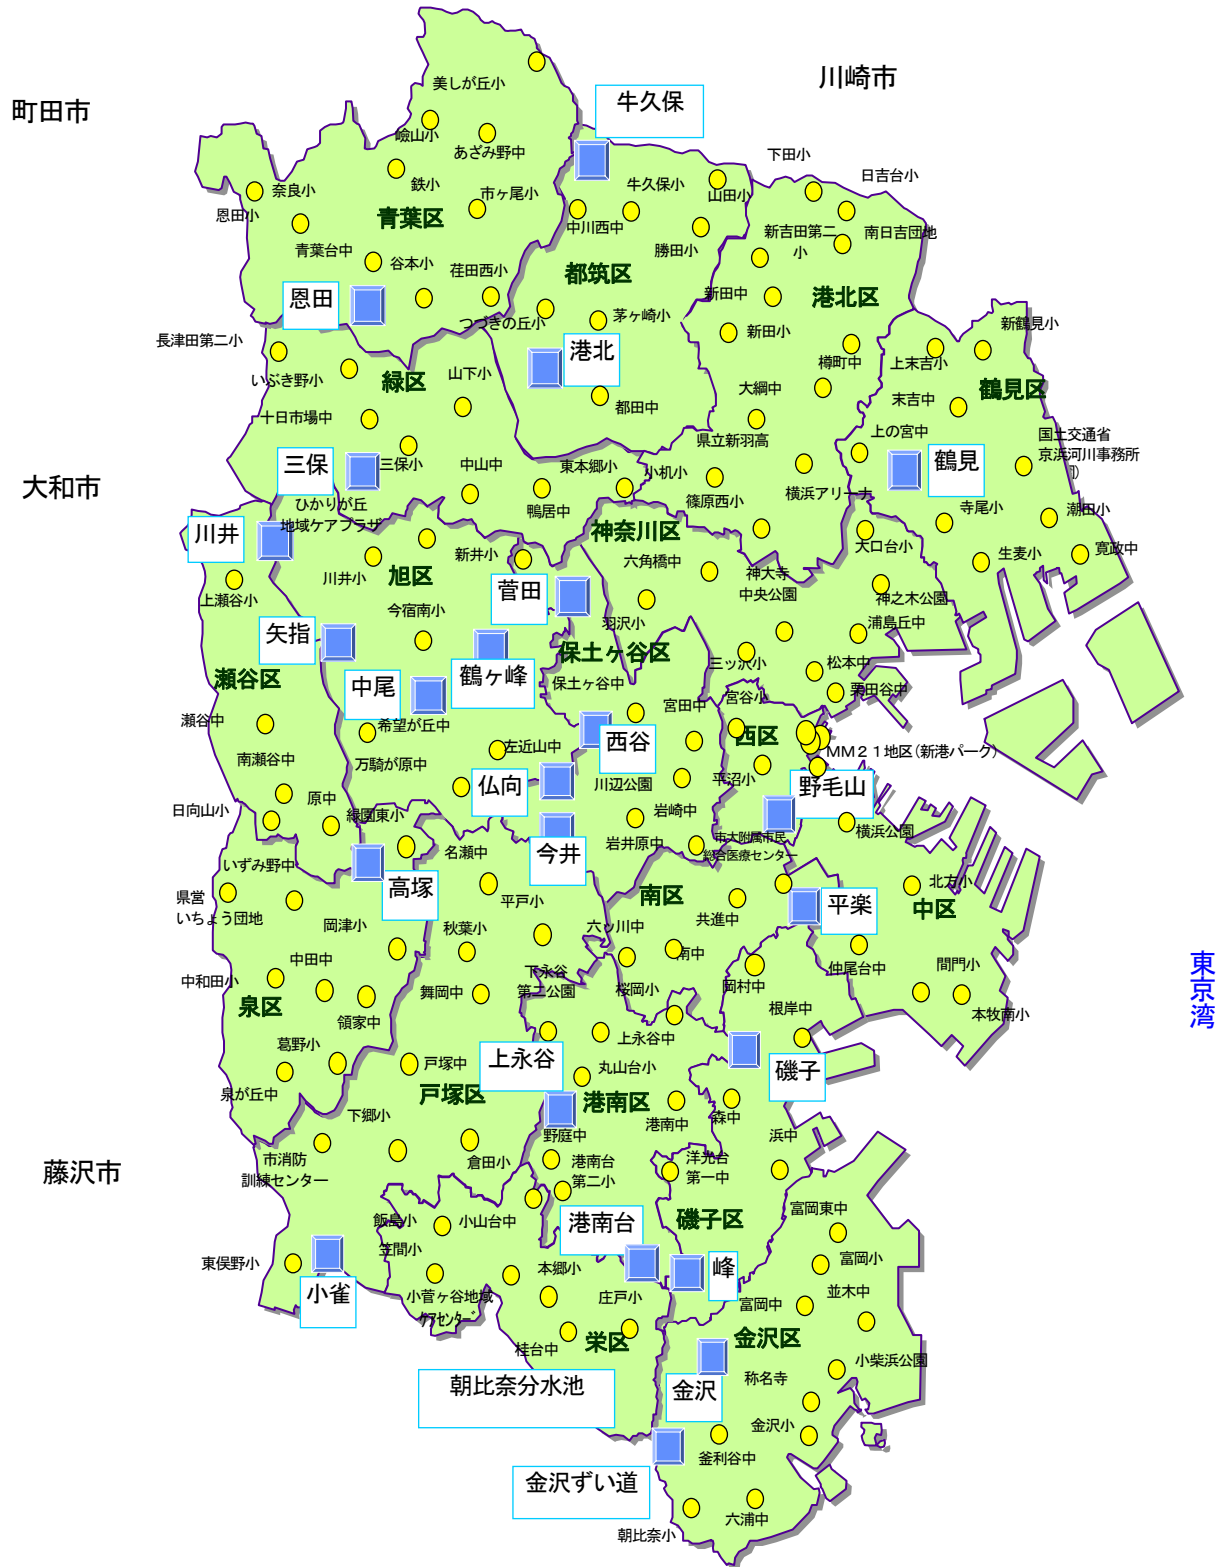 川崎市
町田市
美しが丘小
牛久保
嶮山小
あざみ野中
下田小
日吉台小
奈良小
鉄小
市ヶ尾小
牛久保小
山田小
恩田小
青葉区
中川西中
勝田小
新吉田第二
小
南日吉団地
青葉台中
谷本小
荏田西小
都筑区
恩田
新田中
港北区
つづきの丘小
茅ヶ崎小
新鶴見小
長津田第二小
港北
新田小
樽町中
上末吉小
いぶき野小
緑区
山下小
大綱中
鶴見区
末吉中
十日市場中
都田中
県立新羽高
上の宮中
国土交通省
京浜河川事務所
三保
三保小
中山中
東本郷小
小机小
横浜アリーナ
鶴見
大和市
ひかりが丘
地域ケアプラザ
鴨居中
篠原西小
寺尾小
潮田小
川井
神奈川区
大口台小
新井小
川井小
旭区
六角橋中
神大寺
中央公園
生麦小
寛政中
上瀬谷小
菅田
今宿南小
羽沢小
神之木公園
浦島丘中
矢指
保土ヶ谷区
三ッ沢小
松本中
瀬谷区
中尾
鶴ヶ峰
保土ヶ谷中
栗田谷中
瀬谷中
希望が丘中
宮田中
宮谷小
西谷
西区
MM21地区(新港パーク)
南瀬谷中
万騎が原中
左近山中
仏向
川辺公園
平沼小
野毛山
日向山小
原中
緑園東小
岩崎中
横浜公園
今井
岩井原中
市大附属市民
総合医療センター
いずみ野中
名瀬中
高塚
県営
いちょう団地
平戸小
南区
共進中
平楽
北方小
中区
岡津小
秋葉小
六ッ川中
南中
仲尾台中
中田中
中和田小
下永谷
第二公園
桜岡小
岡村中
間門小
東京湾
泉区
舞岡中
領家中
根岸中
本牧南小
葛野小
上永谷
上永谷中
戸塚中
丸山台小
磯子
泉が丘中
戸塚区
港南区
下郷小
野庭中
港南中
森中
浜中
藤沢市
市消防
訓練センター
倉田小
港南台
第二小
洋光台
第一中
飯島小
小山台中
港南台
磯子区
富岡東中
笠間小
東俣野小
本郷小
峰
富岡小
小雀
小菅ヶ谷地域
ｹｱｾﾝﾀｰ
庄戸小
富岡中
並木中
桂台中
栄区
金沢区
朝比奈分水池
小柴浜公園
金沢
称名寺
金沢小
釜利谷中
金沢ずい道
朝比奈小
六浦中